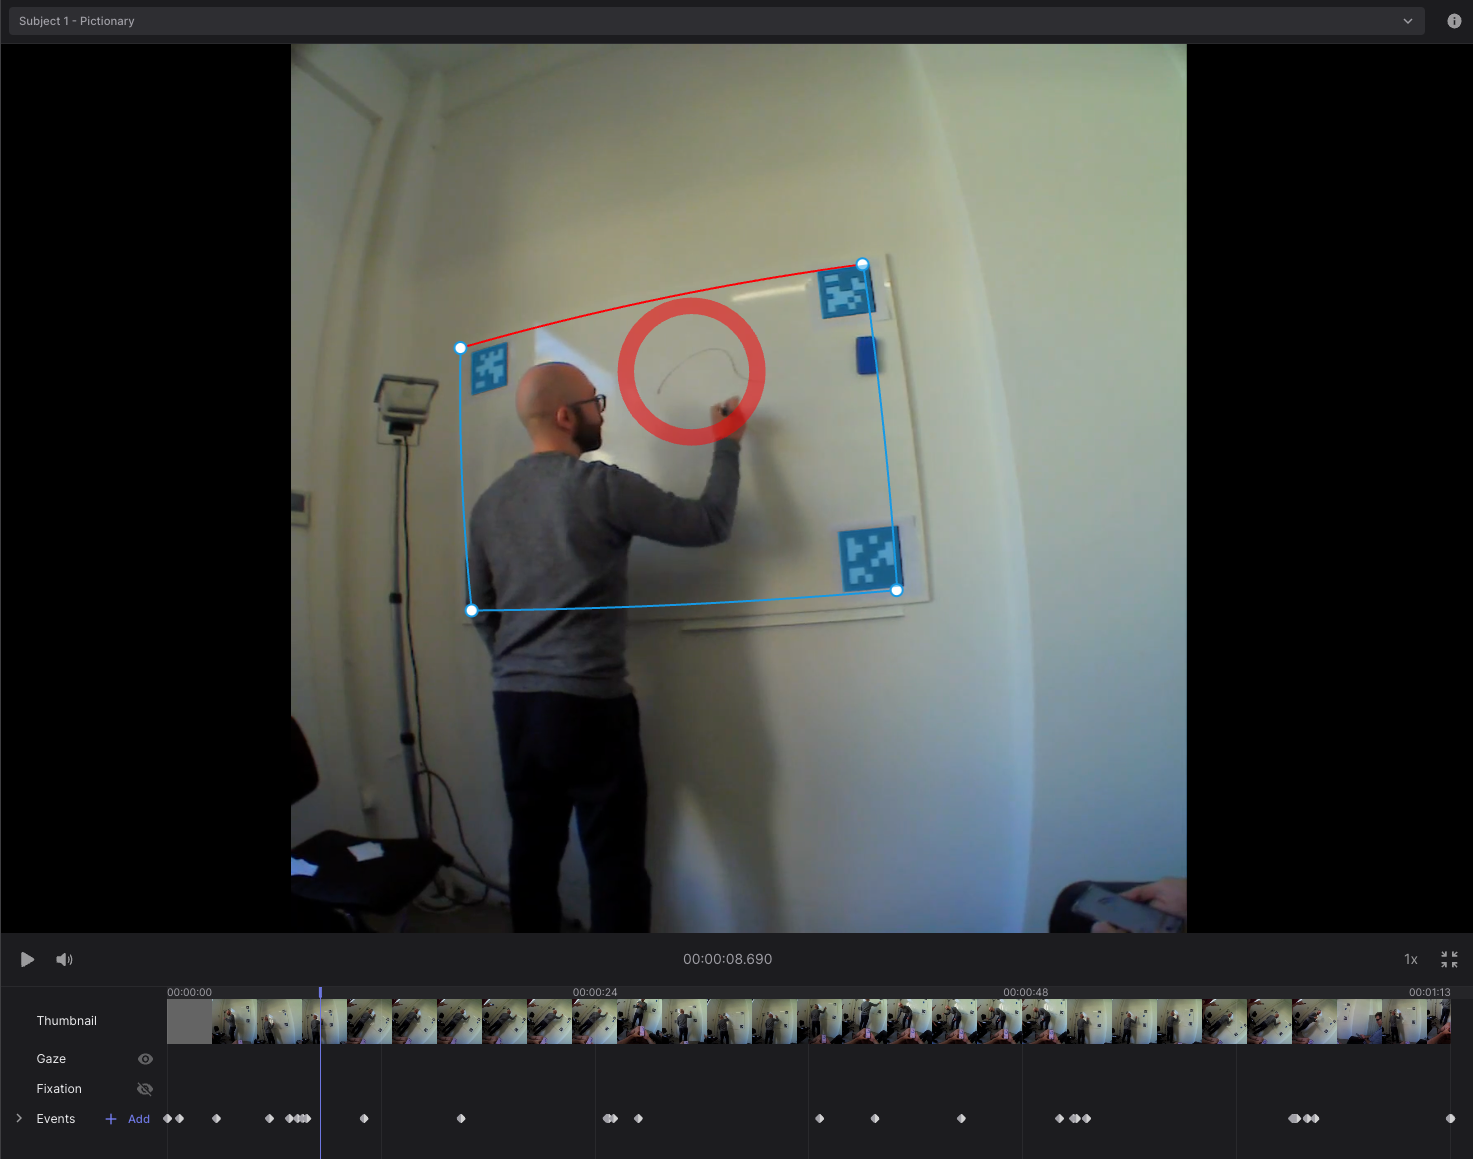 Subject 1 - Pictionary
00:00:08.690
1x
00:00:00
00:00:24
00:00:48
00:01:13
Thumbnail
Gaze
Fixation
Events + Add